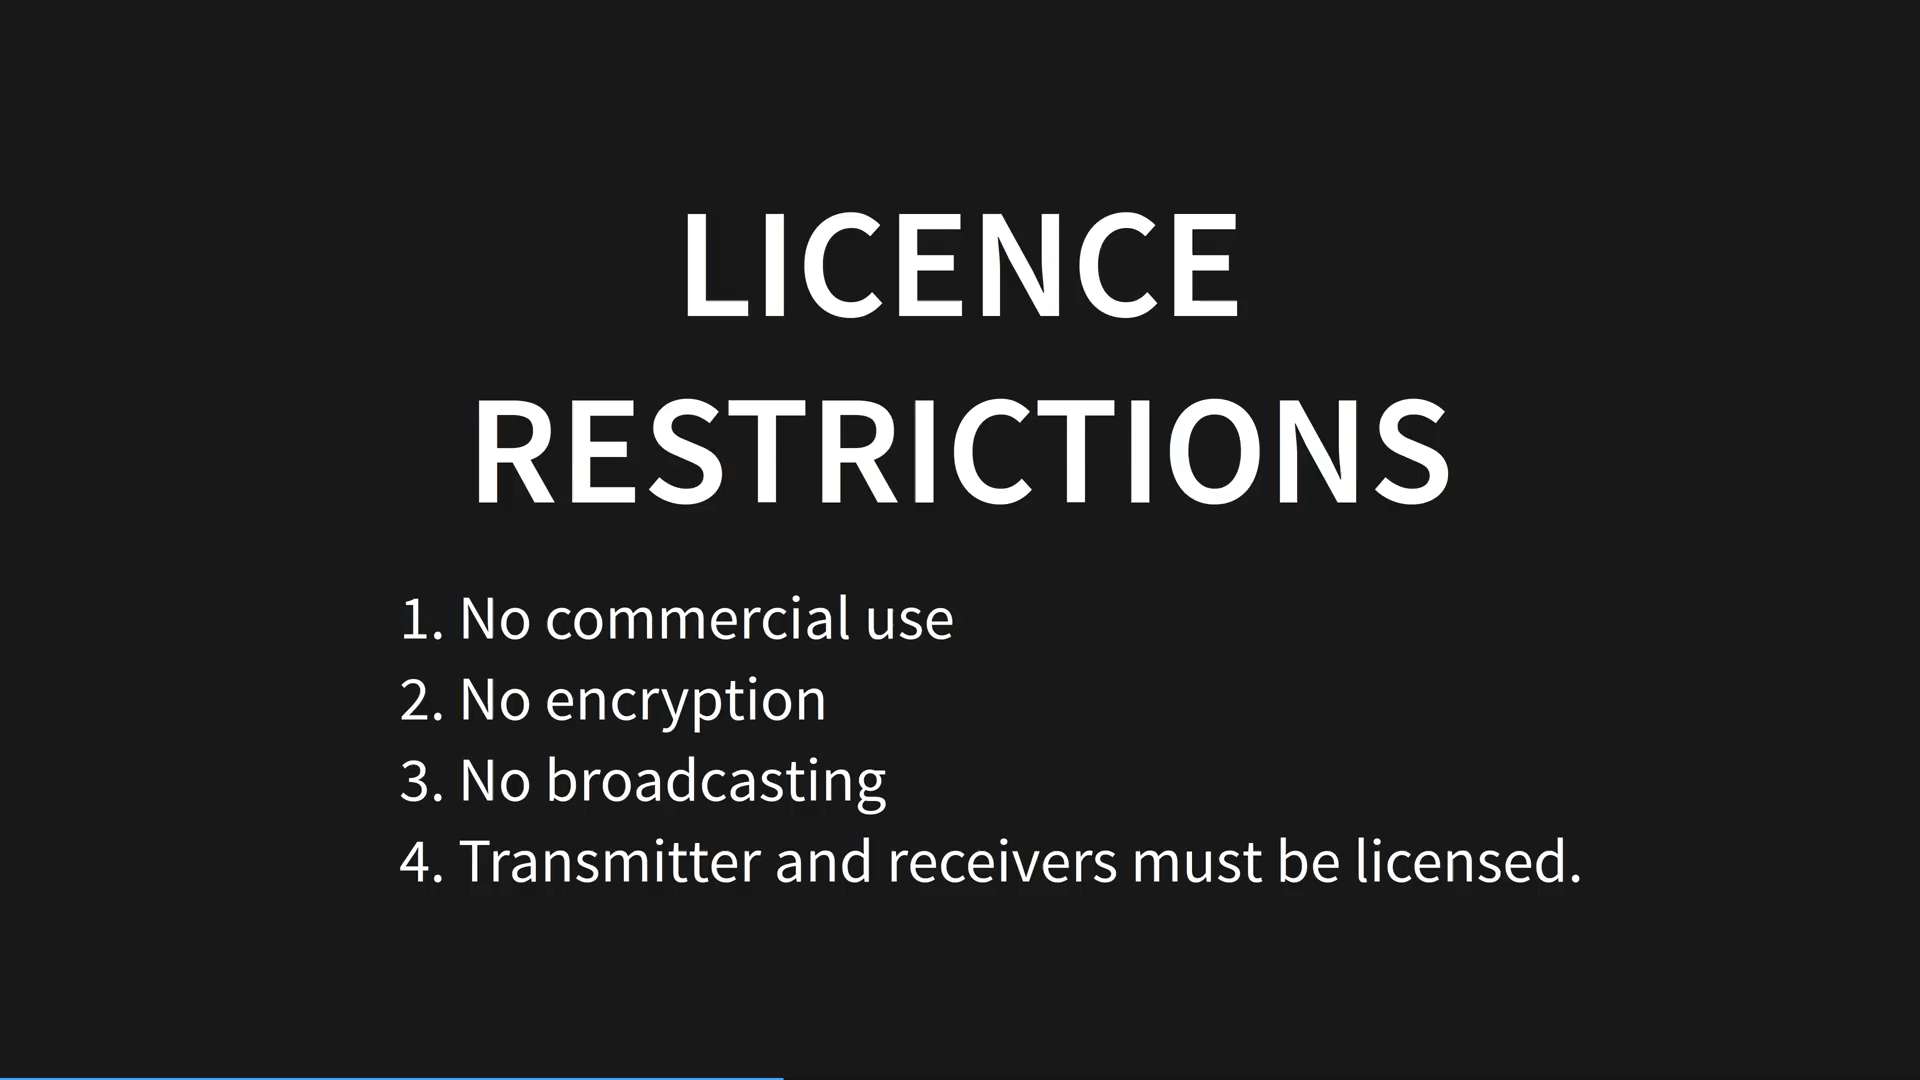 LICENCE
RESTRICTIONS
1. No commercial use
2. No encryption
3. No broadcasting
4. Transmitter and receivers must be licensed.